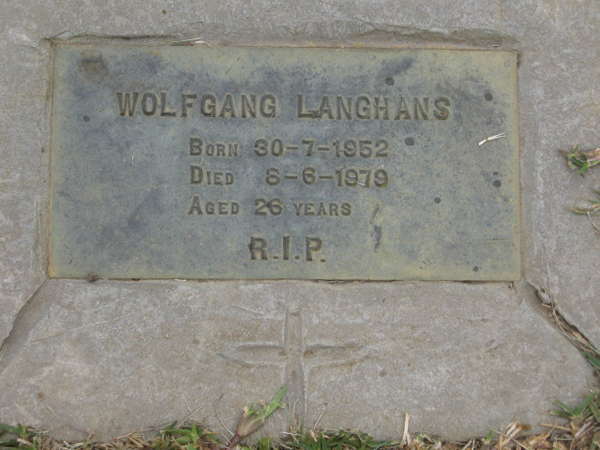 WOLFGANG LANGHANS
BORN 30-7-1952
DIED 8-6-1979
AGED 26 YEARS
R.I.P.